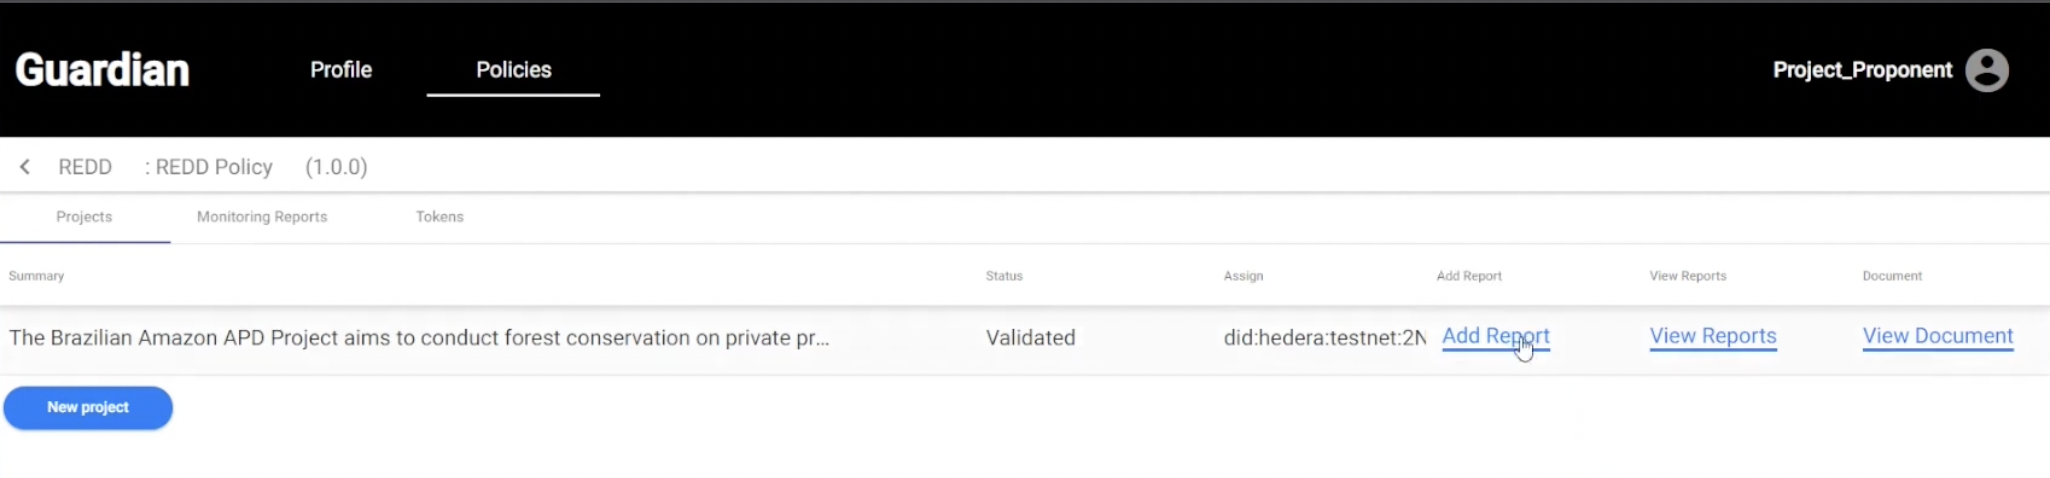 Guardian Profile Policies Project_Proponent
REDD : REDD Policy (1.0.0)
Projects Monitoring Reports Tokens
Summary Status Assign Add Report View Reports Document
The Brazilian Amazon APD Project aims to conduct forest conservation on private pr... Validated did:hedera:testnet:2N Add Report View Reports View Document
New project